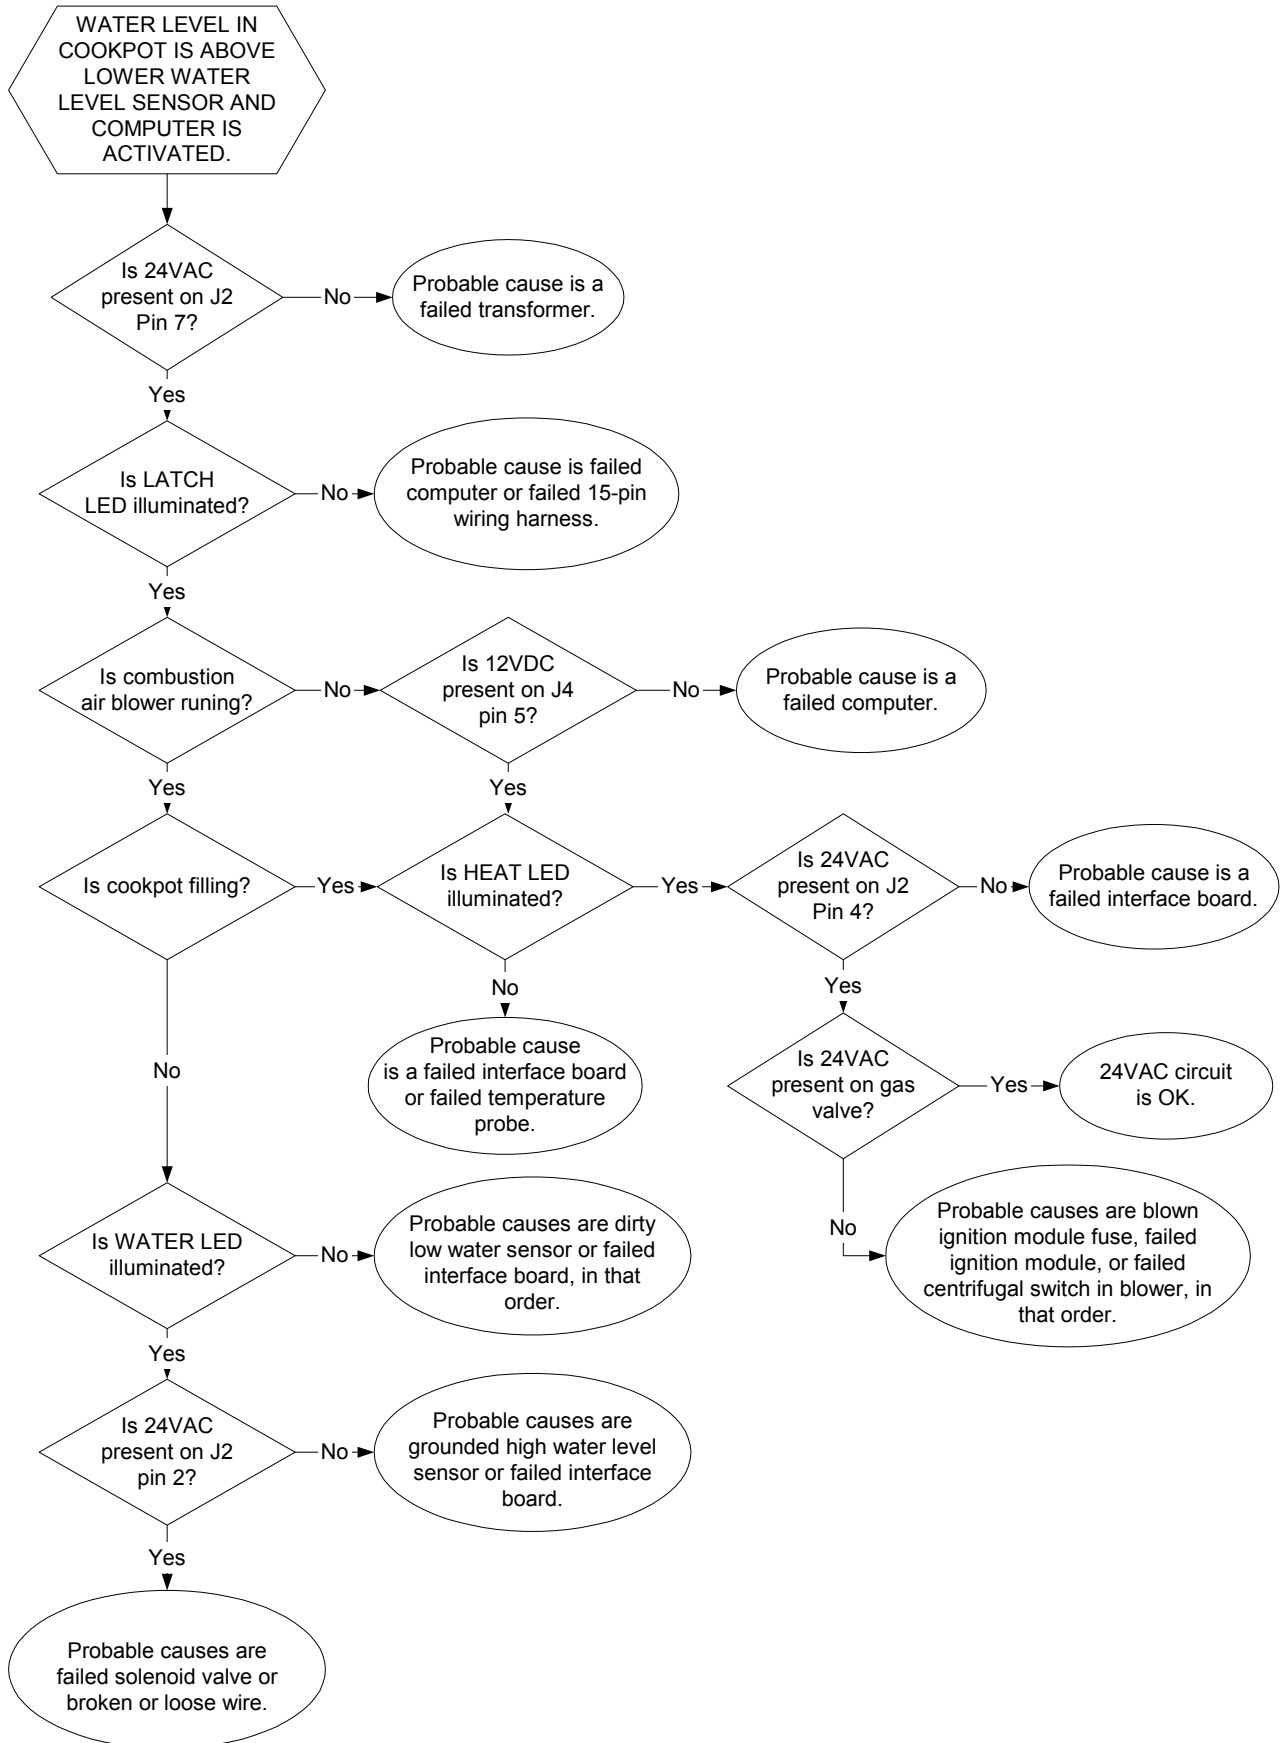 WATER LEVEL IN
COOKPOT IS ABOVE
LOWER WATER
LEVEL SENSOR AND
COMPUTER IS
ACTIVATED.
Is 24VAC
present on J2
Pin 7?
No
Probable cause is a
failed transformer.
Yes
Is LATCH
LED illuminated?
No
Probable cause is failed
computer or failed 15-pin
wiring harness.
Yes
Is combustion
air blower runing?
No
Is 12VDC
present on J4
pin 5?
No
Probable cause is a
failed computer.
Yes
Yes
Is cookpot filling?
Yes
Is HEAT LED
illuminated?
Yes
Is 24VAC
present on J2
Pin 4?
No
Probable cause is a
failed interface board.
No
Yes
Probable cause
is a failed interface board
or failed temperature
probe.
Is 24VAC
present on gas
valve?
Yes
24VAC circuit
is OK.
No
No
Probable causes are blown
ignition module fuse, failed
ignition module, or failed
centrifugal switch in blower, in
that order.
Is WATER LED
illuminated?
No
Probable causes are dirty
low water sensor or failed
interface board, in that
order.
Yes
Is 24VAC
present on J2
pin 2?
No
Probable causes are
grounded high water level
sensor or failed interface
board.
Yes
Probable causes are
failed solenoid valve or
broken or loose wire.